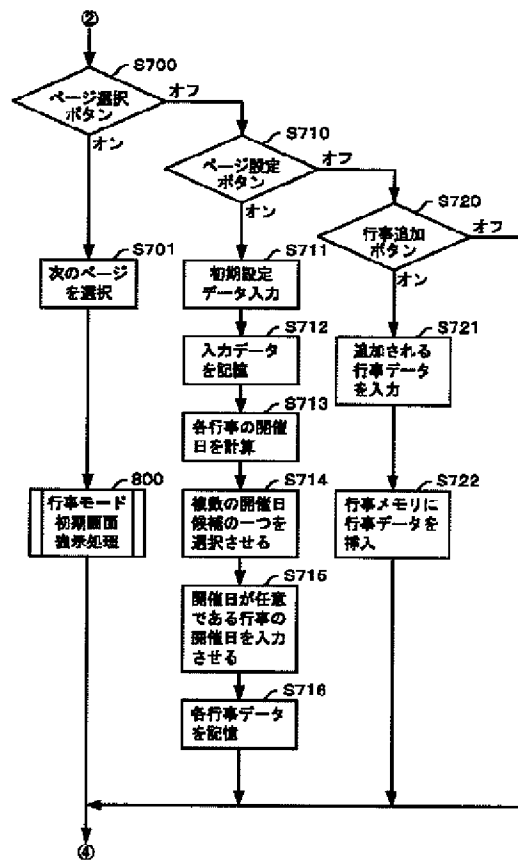 ②
S700
ページ選択
ボタン
オフ
オン
S710
ページ設定
ボタン
オフ
オン
S720
行事追加
ボタン
オフ
オン
S701
次のページ
を選択
S711
初期設定
データ入力
S712
入力データ
を記憶
S713
各行事の開催
日を計算
S714
複数の開催日
候補の一つを
選択させる
S715
開催日が任意
である行事の
開催日を入力
させる
S716
各行事データ
を記憶
S721
追加される
行事データ
を入力
S722
行事メモリに
行事データを
挿入
800
行事モード
初期画面
表示処理
④